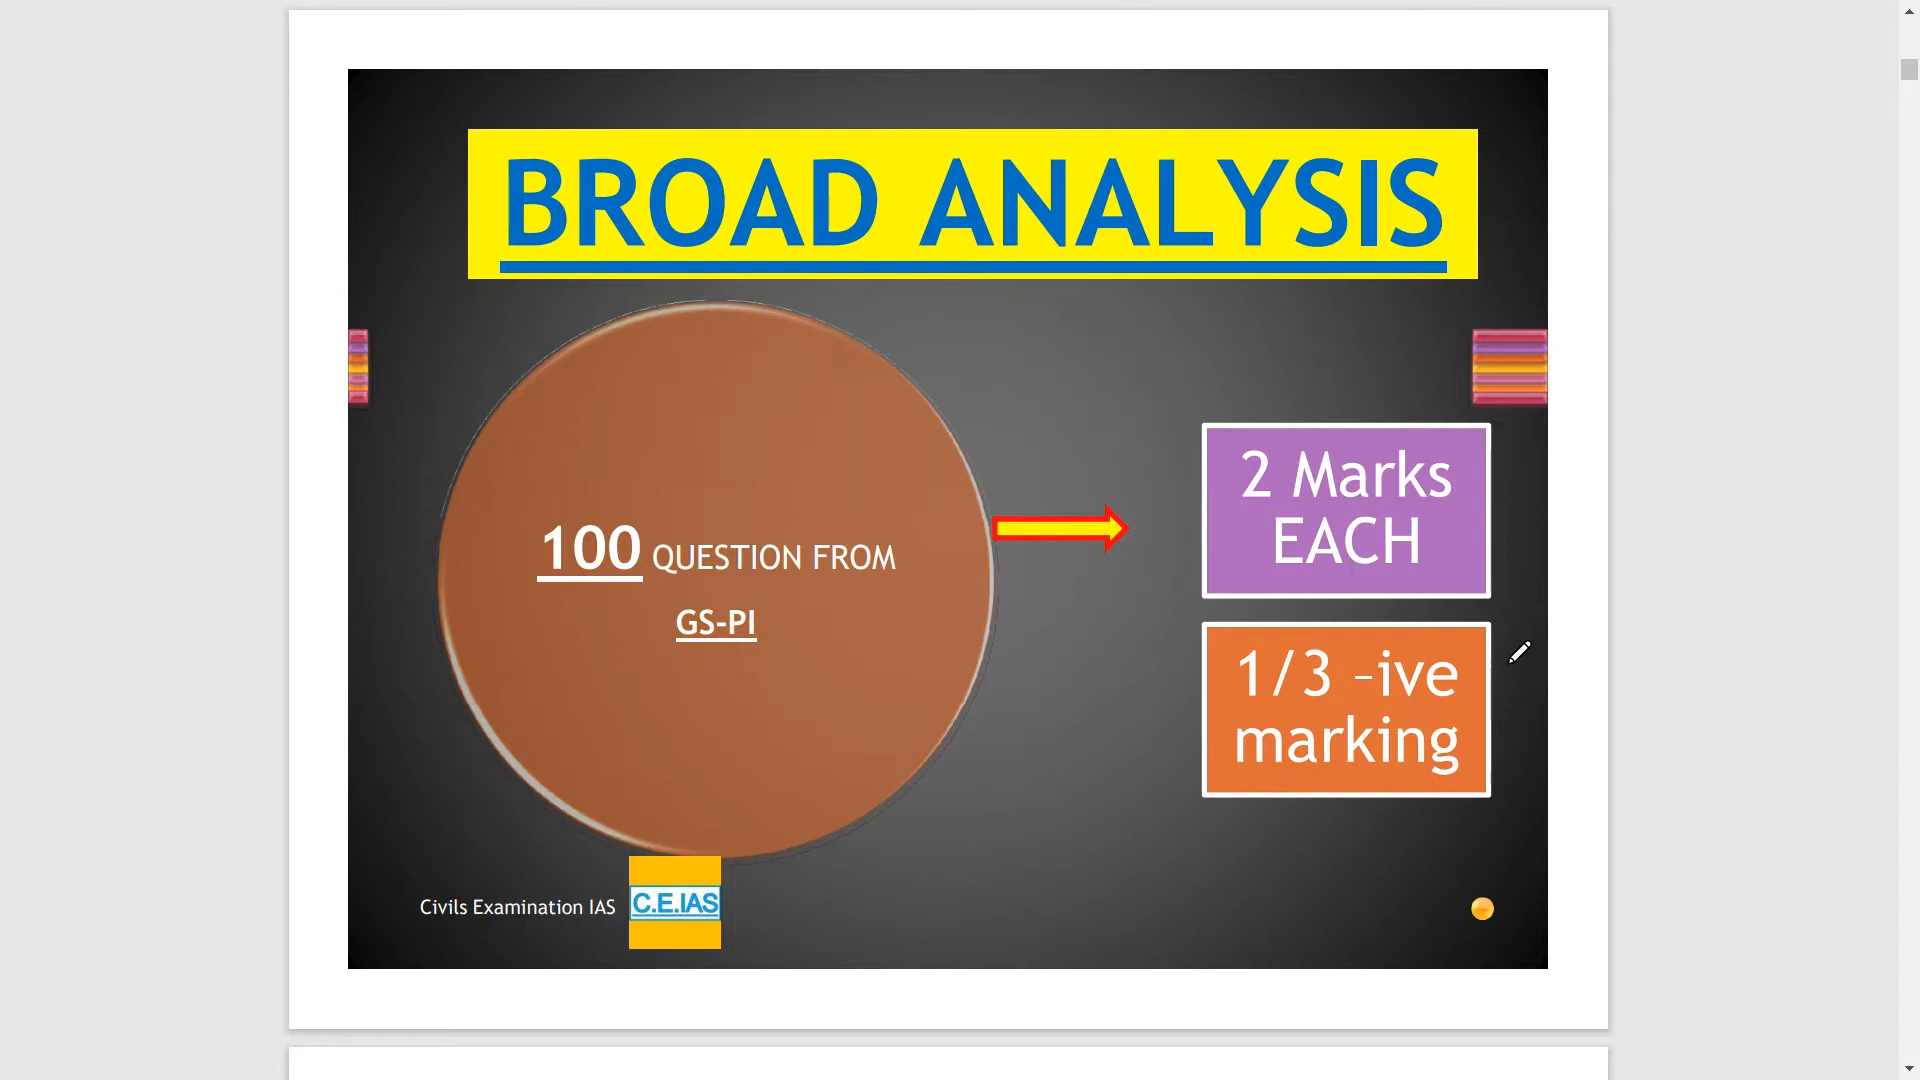 BROAD ANALYSIS
100 QUESTION FROM
GS-PI
2 Marks
EACH
1/3 –ive
marking
Civils Examination IAS
C.E.IAS